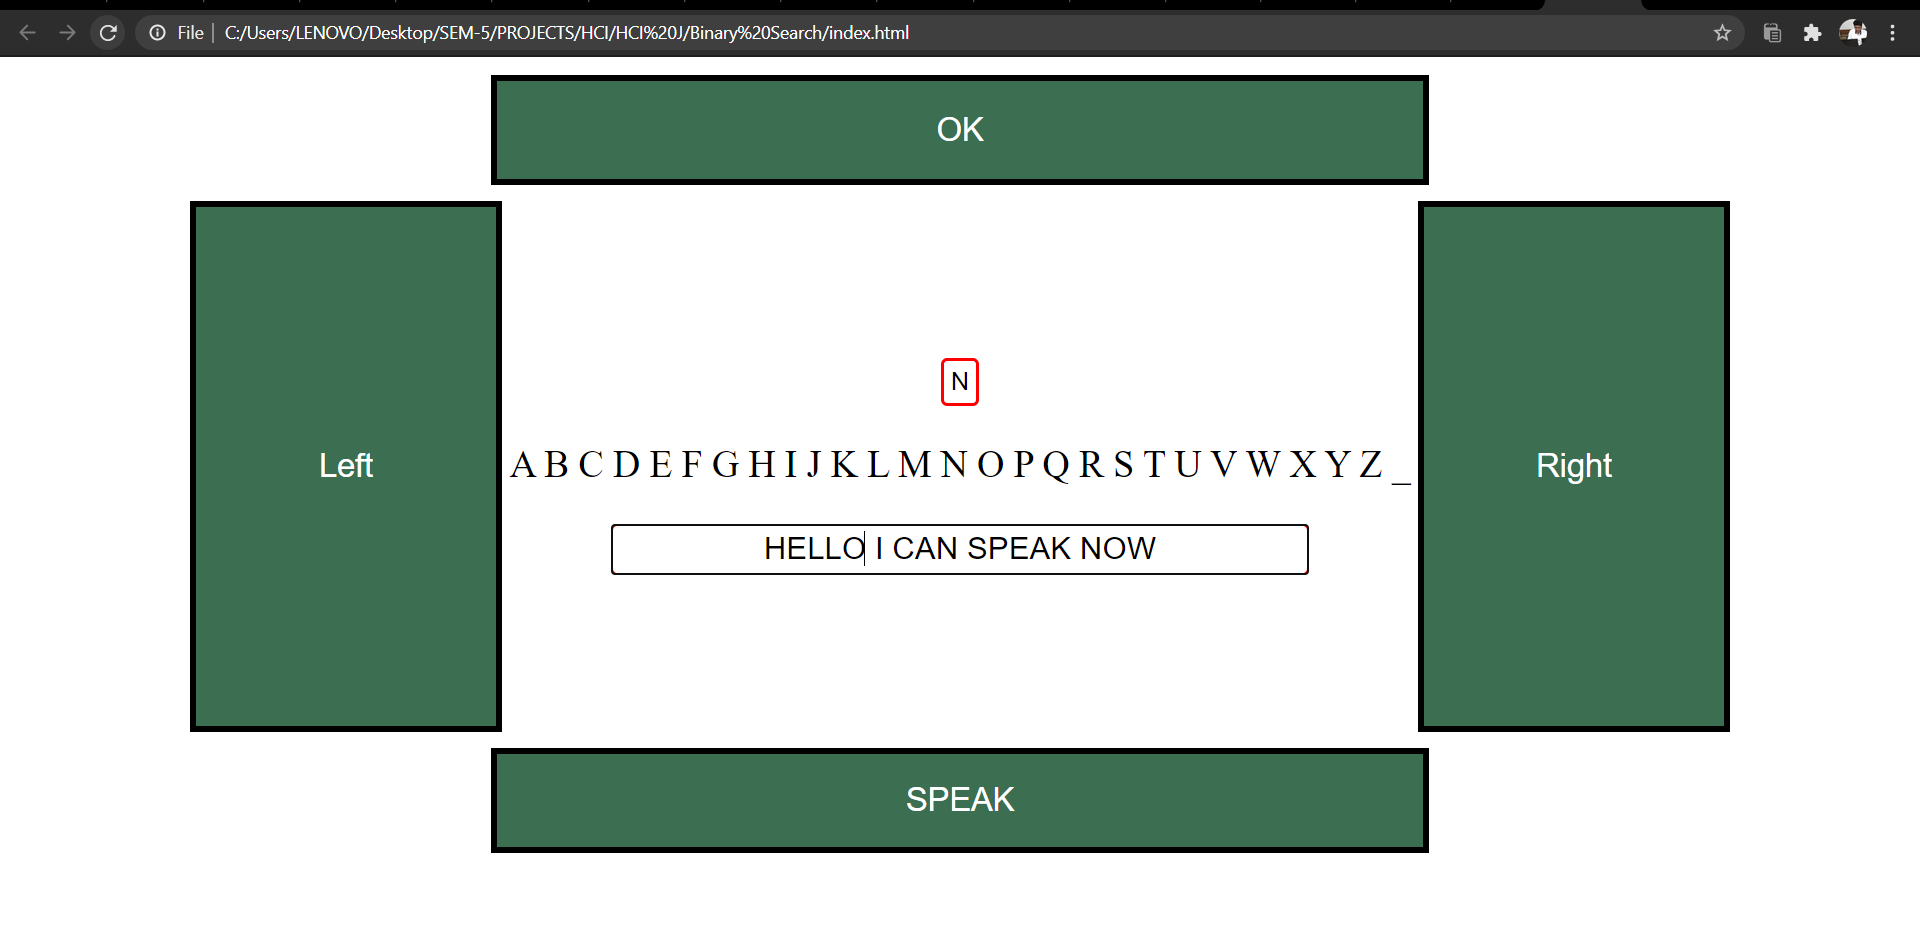 File C:/Users/LENOVO/Desktop/SEM-5/PROJECTS/HCI/HCI%20J/Binary%20Search/index.html
OK
N
Left
A B C D E F G H I J K L M N O P Q R S T U V W X Y Z _
Right
HELLO I CAN SPEAK NOW
SPEAK